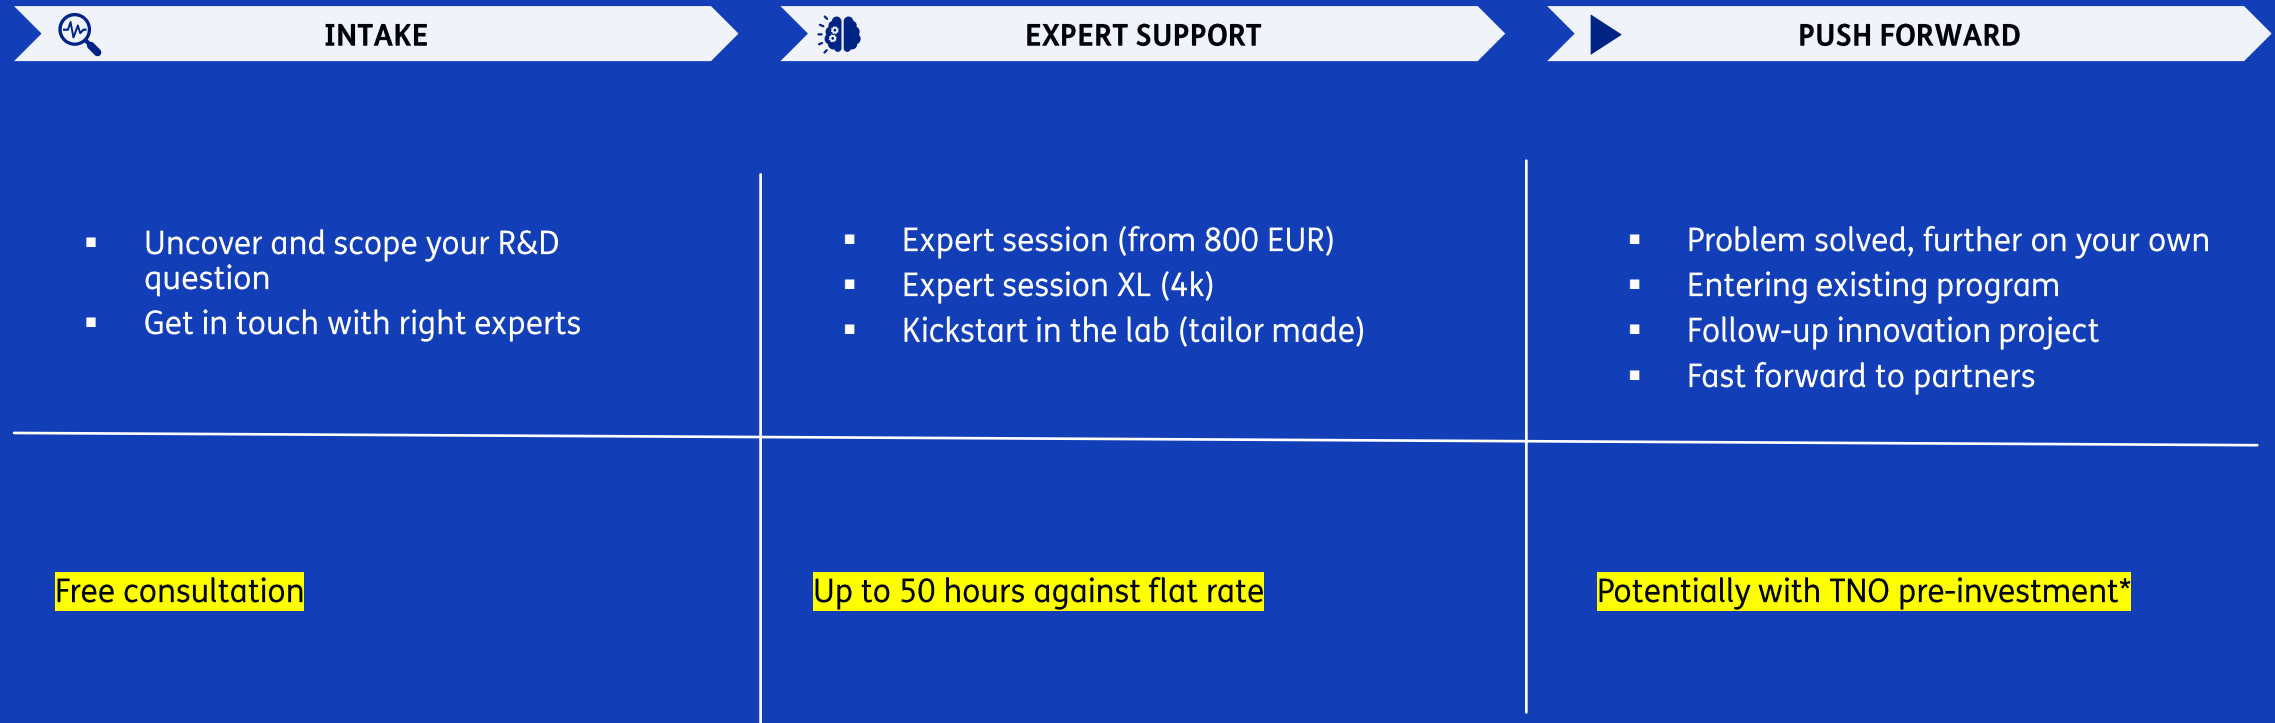 INTAKE
EXPERT SUPPORT
PUSH FORWARD
Uncover and scope your R&D
question
Get in touch with right experts
Expert session (from 800 EUR)
Expert session XL (4k)
Kickstart in the lab (tailor made)
Problem solved, further on your own
Entering existing program
Follow-up innovation project
Fast forward to partners
Free consultation
Up to 50 hours against flat rate
Potentially with TNO pre-investment*